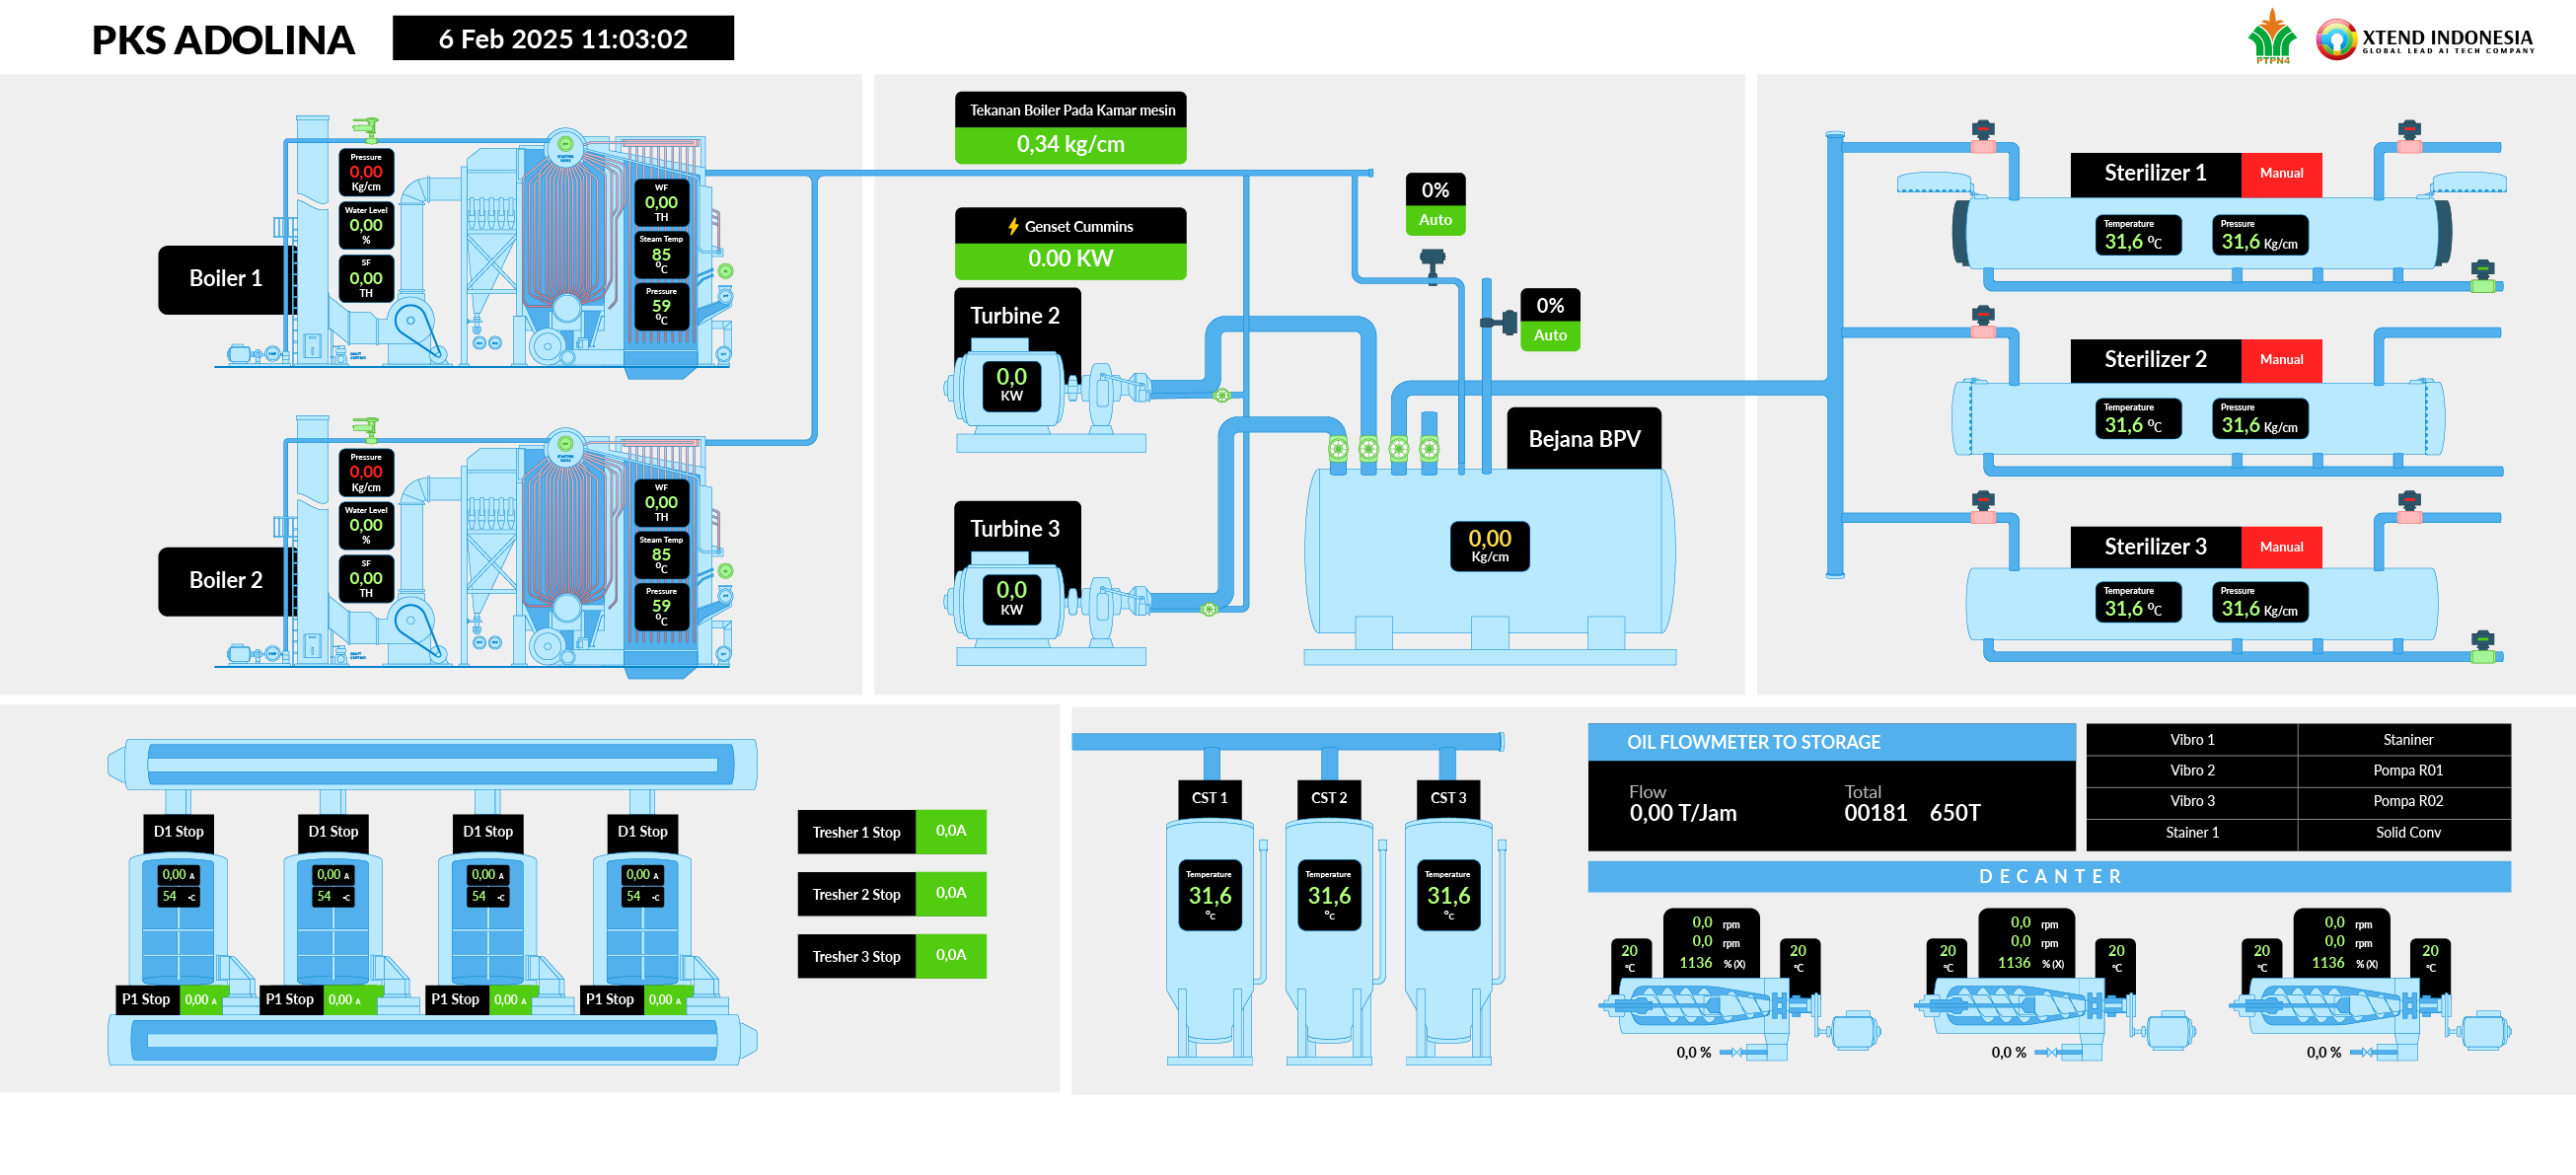 PKS ADOLINA
6 Feb 2025 11:03:02
PTPN4
XTEND INDONESIA
GLOBAL LEAD AI TECH COMPANY
Boiler 1
Pressure
0,00
Kg/cm
Water Level
0,00
%
SF
0,00
TH
WF
0,00
TH
Steam Temp
85
°C
Pressure
59
°C
Boiler 2
Pressure
0,00
Kg/cm
Water Level
0,00
%
SF
0,00
TH
WF
0,00
TH
Steam Temp
85
°C
Pressure
59
°C
Tekanan Boiler Pada Kamar mesin
0,34 kg/cm
Genset Cummins
0.00 KW
Turbine 2
0,0
KW
Turbine 3
0,0
KW
0%
Auto
0%
Auto
Bejana BPV
0,00
Kg/cm
Sterilizer 1 Manual
Temperature
31,6 °C
Pressure
31,6 Kg/cm
Sterilizer 2 Manual
Temperature
31,6 °C
Pressure
31,6 Kg/cm
Sterilizer 3 Manual
Temperature
31,6 °C
Pressure
31,6 Kg/cm
D1 Stop
0,00 A
54 °C
P1 Stop 0,00 A
D1 Stop
0,00 A
54 °C
P1 Stop 0,00 A
D1 Stop
0,00 A
54 °C
P1 Stop 0,00 A
D1 Stop
0,00 A
54 °C
P1 Stop 0,00 A
Tresher 1 Stop 0,0A
Tresher 2 Stop 0,0A
Tresher 3 Stop 0,0A
CST 1
Temperature
31,6
°C
CST 2
Temperature
31,6
°C
CST 3
Temperature
31,6
°C
OIL FLOWMETER TO STORAGE
Flow
0,00 T/Jam
Total
00181 650T
Vibro 1 Staniner
Vibro 2 Pompa R01
Vibro 3 Pompa R02
Stainer 1 Solid Conv
DECANTER
20
°C
0,0 rpm
0,0 rpm
1136 % (X)
20
°C
0,0 %
20
°C
0,0 rpm
0,0 rpm
1136 % (X)
20
°C
0,0 %
20
°C
0,0 rpm
0,0 rpm
1136 % (X)
20
°C
0,0 %